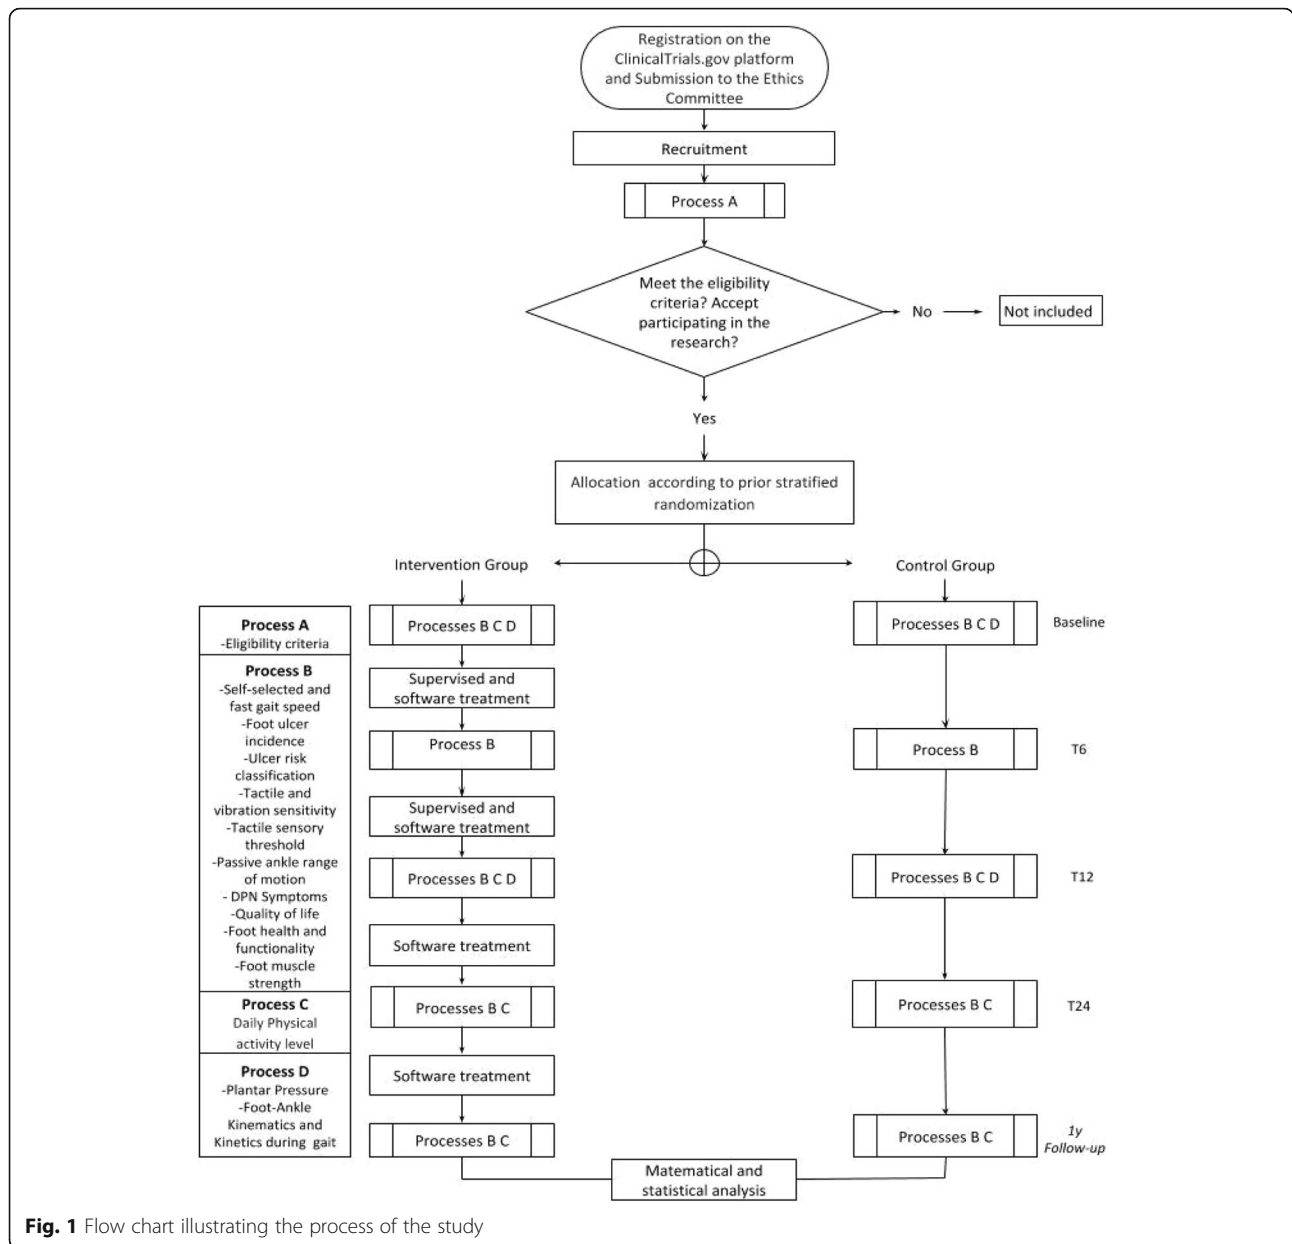 Registration on the
ClinicalTrials.gov platform
and Submission to the Ethics
Committee
Recruitment
Process A
Meet the eligibility
criteria? Accept
participating in the
research?
No
Not included
Yes
Allocation according to prior stratified
randomization
Intervention Group
Control Group
Process A
-Eligibility criteria
Process B
-Self-selected and
fast gait speed
-Foot ulcer
incidence
-Ulcer risk
classification
-Tactile and
vibration sensitivity
-Tactile sensory
threshold
-Passive ankle range
of motion
- DPN Symptoms
-Quality of life
-Foot health and
functionality
-Foot muscle
strength
Process C
Daily Physical
activity level
Process D
-Plantar Pressure
-Foot-Ankle
Kinematics and
Kinetics during gait
Processes B C D
Supervised and
software treatment
Process B
Supervised and
software treatment
Processes B C D
Software treatment
Processes B C
Software treatment
Processes B C
Processes B C D
Baseline
Process B
T6
Processes B C D
T12
Processes B C
T24
Processes B C
1y
Follow-up
Matematical and
statistical analysis
Fig. 1 Flow chart illustrating the process of the study